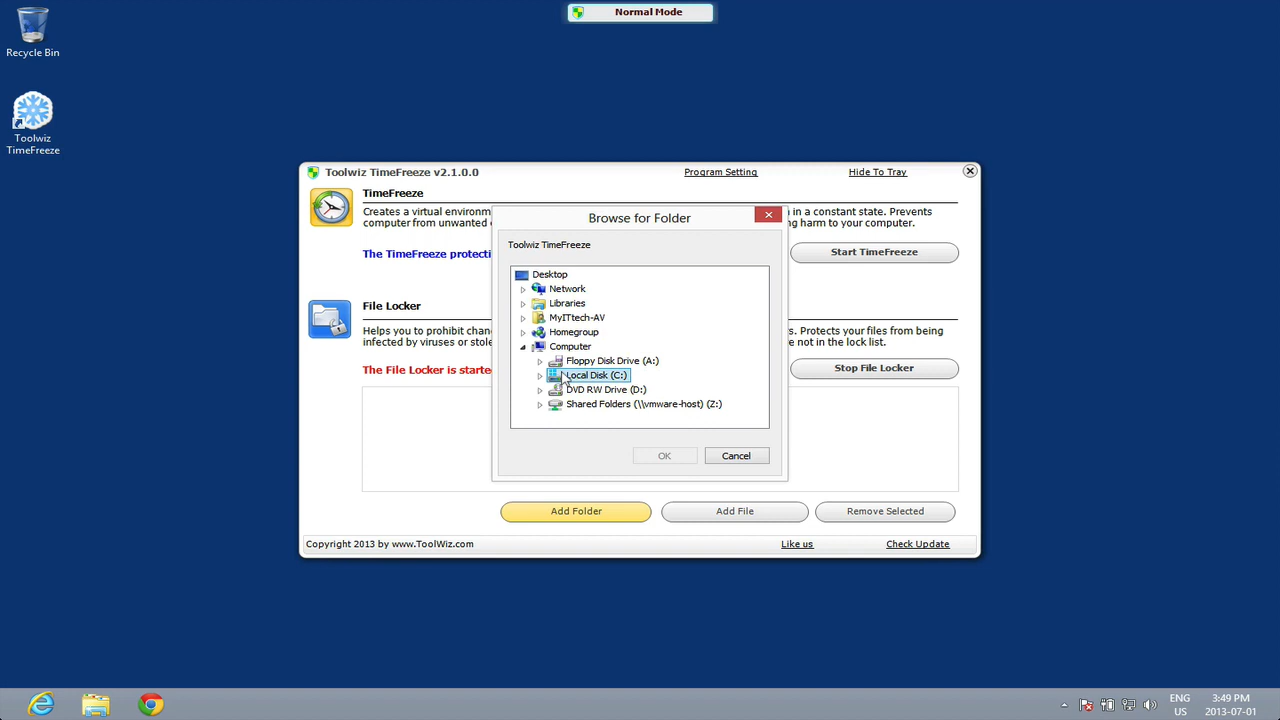 Normal Mode
Recycle Bin
Toolwiz
TimeFreeze
Toolwiz TimeFreeze v2.1.0.0
Program Setting
Hide To Tray
TimeFreeze
Creates a virtual environm
in a constant state. Prevents
computer from unwanted
ng harm to your computer.
The TimeFreeze protecti
Start TimeFreeze
File Locker
Helps you to prohibit chan
s. Protects your files from being
infected by viruses or stole
re not in the lock list.
The File Locker is starte
Stop File Locker
Browse for Folder
Toolwiz TimeFreeze
Desktop
Network
Libraries
MyITtech-AV
Homegroup
Computer
Floppy Disk Drive (A:)
Local Disk (C:)
DVD RW Drive (D:)
Shared Folders (\\vmware-host) (Z:)
OK
Cancel
Add Folder
Add File
Remove Selected
Copyright 2013 by www.ToolWiz.com
Like us
Check Update
ENG
US
3:49 PM
2013-07-01